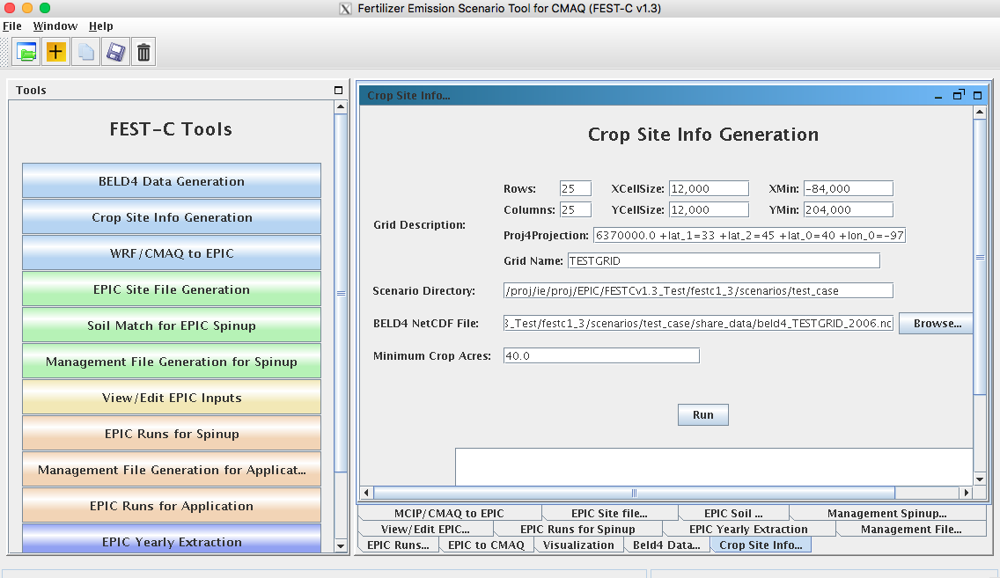 Fertilizer Emission Scenario Tool for CMAQ (FEST-C v1.3)
File Window Help
Tools
FEST-C Tools
BELD4 Data Generation
Crop Site Info Generation
WRF/CMAQ to EPIC
EPIC Site File Generation
Soil Match for EPIC Spinup
Management File Generation for Spinup
View/Edit EPIC Inputs
EPIC Runs for Spinup
Management File Generation for Applicat...
EPIC Runs for Application
EPIC Yearly Extraction
Crop Site Info...
Crop Site Info Generation
Grid Description:
Rows: 25 XCellSize: 12,000 XMin: -84,000
Columns: 25 YCellSize: 12,000 YMin: 204,000
Proj4Projection: 6370000.0 +lat_1=33 +lat_2=45 +lat_0=40 +lon_0=-97
Grid Name: TESTGRID
Scenario Directory: /proj/ie/proj/EPIC/FESTCv1.3_Test/festc1_3/scenarios/test_case
BELD4 NetCDF File: 3_Test/festc1_3/scenarios/test_case/share_data/beld4_TESTGRID_2006.nc Browse...
Minimum Crop Acres: 40.0
Run
MCIP/CMAQ to EPIC EPIC Site file... EPIC Soil ... Management Spinup...
View/Edit EPIC... EPIC Runs for Spinup EPIC Yearly Extraction Management File...
EPIC Runs... EPIC to CMAQ Visualization Beld4 Data... Crop Site Info...